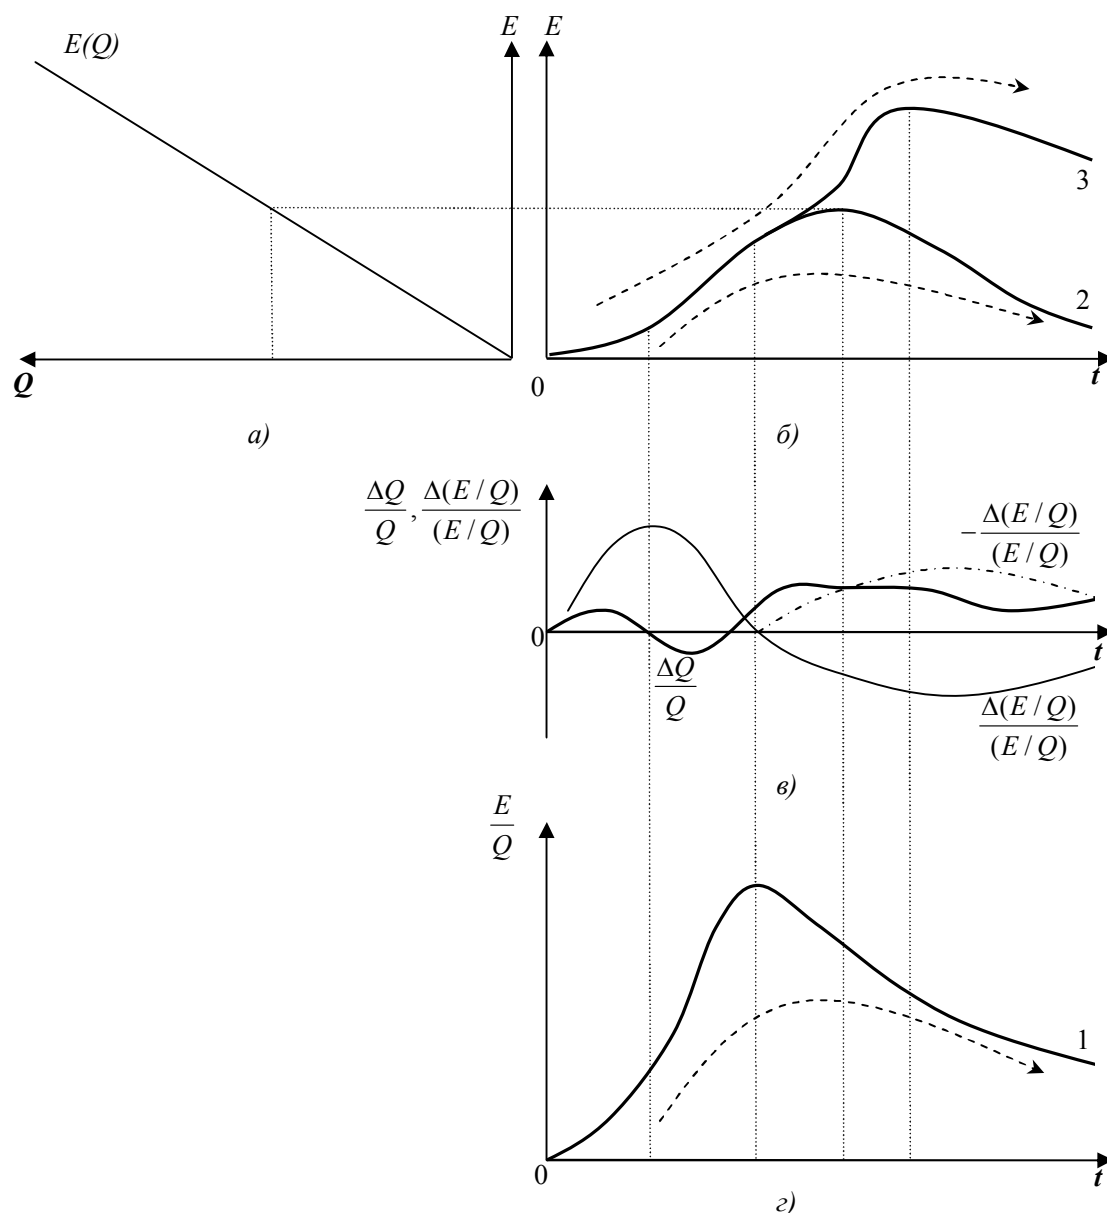 E E
E(Q)
3
2
Q 0 t
а) б)
ΔQ/Q, Δ(E/Q)/(E/Q)
−Δ(E/Q)/(E/Q)
0 t
ΔQ/Q
Δ(E/Q)/(E/Q)
в)
E/Q
1
0 t
г)